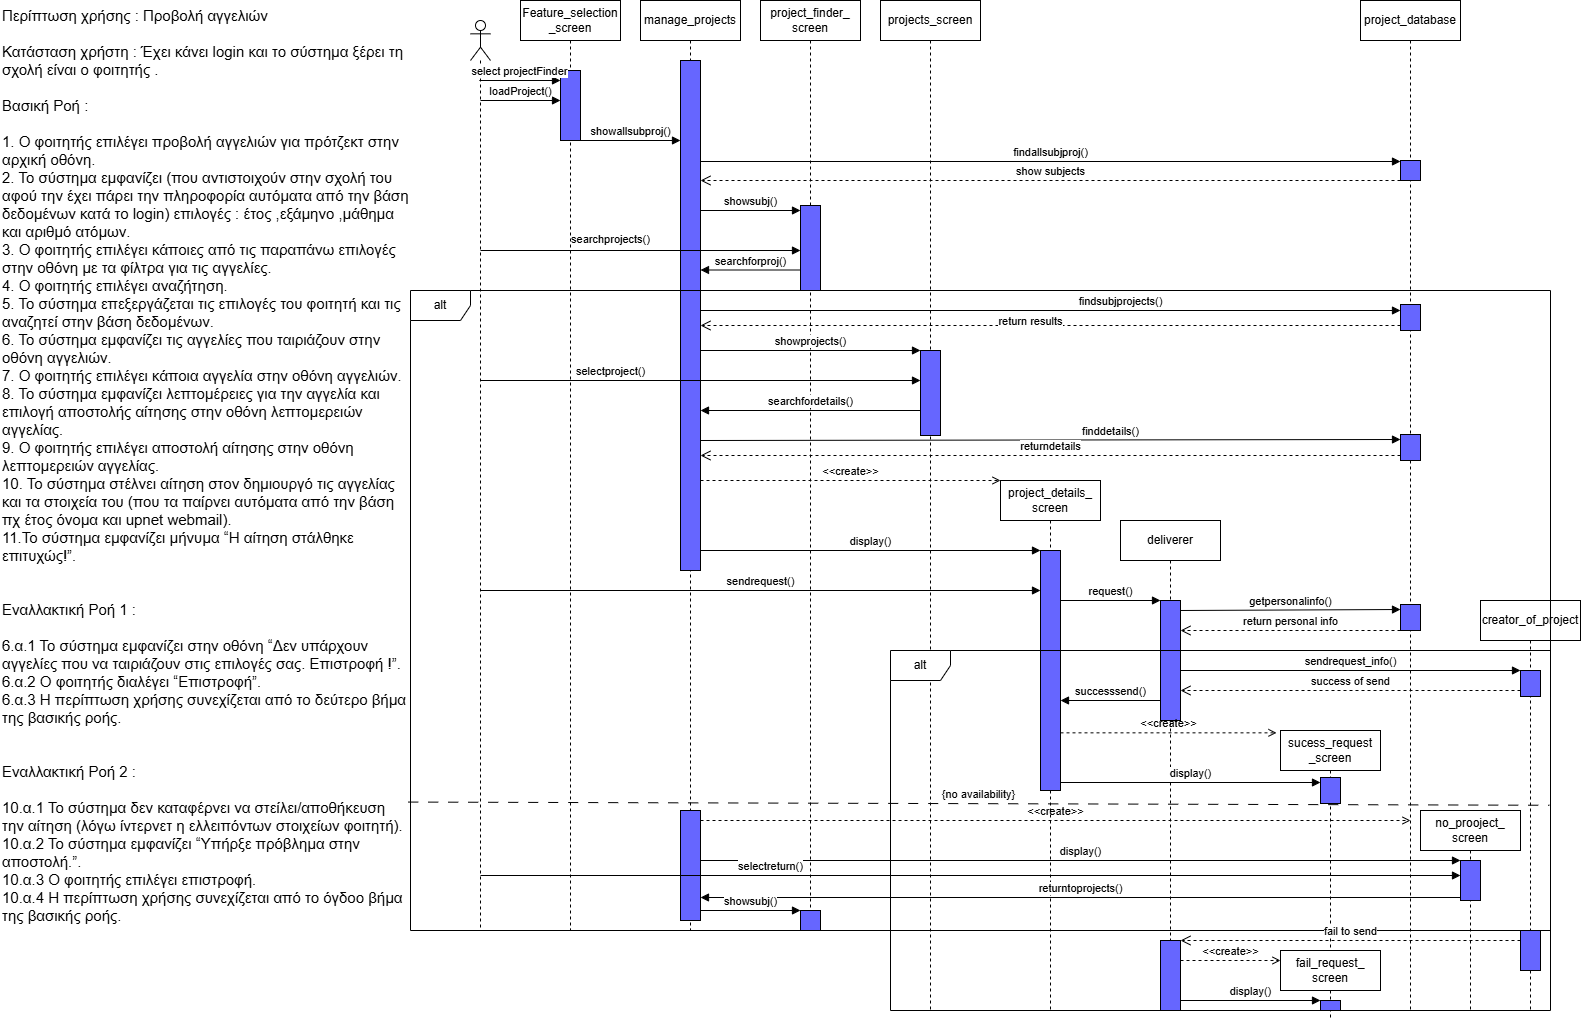 Περίπτωση χρήσης : Προβολή αγγελιών
Κατάσταση χρήστη : Έχει κάνει login και το σύστημα ξέρει τη
σχολή είναι ο φοιτητής .
Βασική Ροή :
1. Ο φοιτητής επιλέγει προβολή αγγελιών για πρότζεκτ στην
αρχική οθόνη.
2. Το σύστημα εμφανίζει (που αντιστοιχούν στην σχολή του
αφού την έχει πάρει την πληροφορία αυτόματα από την βάση
δεδομένων κατά το login) επιλογές : έτος ,εξάμηνο ,μάθημα
και αριθμό ατόμων.
3. Ο φοιτητής επιλέγει κάποιες από τις παραπάνω επιλογές
στην οθόνη με τα φίλτρα για τις αγγελίες.
4. Ο φοιτητής επιλέγει αναζήτηση.
5. Το σύστημα επεξεργάζεται τις επιλογές του φοιτητή και τις
αναζητεί στην βάση δεδομένων.
6. Το σύστημα εμφανίζει τις αγγελίες που ταιριάζουν στην
οθόνη αγγελιών.
7. Ο φοιτητής επιλέγει κάποια αγγελία στην οθόνη αγγελιών.
8. Το σύστημα εμφανίζει λεπτομέρειες για την αγγελία και
επιλογή αποστολής αίτησης στην οθόνη λεπτομερειών
αγγελίας.
9. Ο φοιτητής επιλέγει αποστολή αίτησης στην οθόνη
λεπτομερειών αγγελίας.
10. Το σύστημα στέλνει αίτηση στον δημιουργό τις αγγελίας
και τα στοιχεία του (που τα παίρνει αυτόματα από την βάση
πχ έτος όνομα και upnet webmail).
11.Το σύστημα εμφανίζει μήνυμα “Η αίτηση στάλθηκε
επιτυχώς!”.
Εναλλακτική Ροή 1 :
6.α.1 Το σύστημα εμφανίζει στην οθόνη “Δεν υπάρχουν
αγγελίες που να ταιριάζουν στις επιλογές σας. Επιστροφή !”.
6.α.2 Ο φοιτητής διαλέγει “Επιστροφή”.
6.α.3 Η περίπτωση χρήσης συνεχίζεται από το δεύτερο βήμα
της βασικής ροής.
Εναλλακτική Ροή 2 :
10.α.1 Το σύστημα δεν καταφέρνει να στείλει/αποθήκευση
την αίτηση (λόγω ίντερνετ η ελλειπόντων στοιχείων φοιτητή).
10.α.2 Το σύστημα εμφανίζει “Υπήρξε πρόβλημα στην
αποστολή.”.
10.α.3 Ο φοιτητής επιλέγει επιστροφή.
10.α.4 Η περίπτωση χρήσης συνεχίζεται από το όγδοο βήμα
της βασικής ροής.
Feature_selection
_screen
manage_projects
project_finder_
screen
projects_screen
project_database
select projectFinder
loadProject()
showallsubproj()
findallsubjproj()
show subjects
showsubj()
searchprojects()
searchforproj()
alt
findsubjprojects()
return results
showprojects()
selectproject()
searchfordetails()
finddetails()
returndetails
<<create>>
project_details_
screen
deliverer
display()
sendrequest()
request()
getpersonalinfo()
return personal info
creator_of_project
alt
sendrequest_info()
success of send
successsend()
<<create>>
sucess_request
_screen
display()
{no availability}
<<create>>
no_prooject_
screen
display()
selectreturn()
returntoprojects()
showsubj()
fail to send
<<create>>
fail_request_
screen
display()